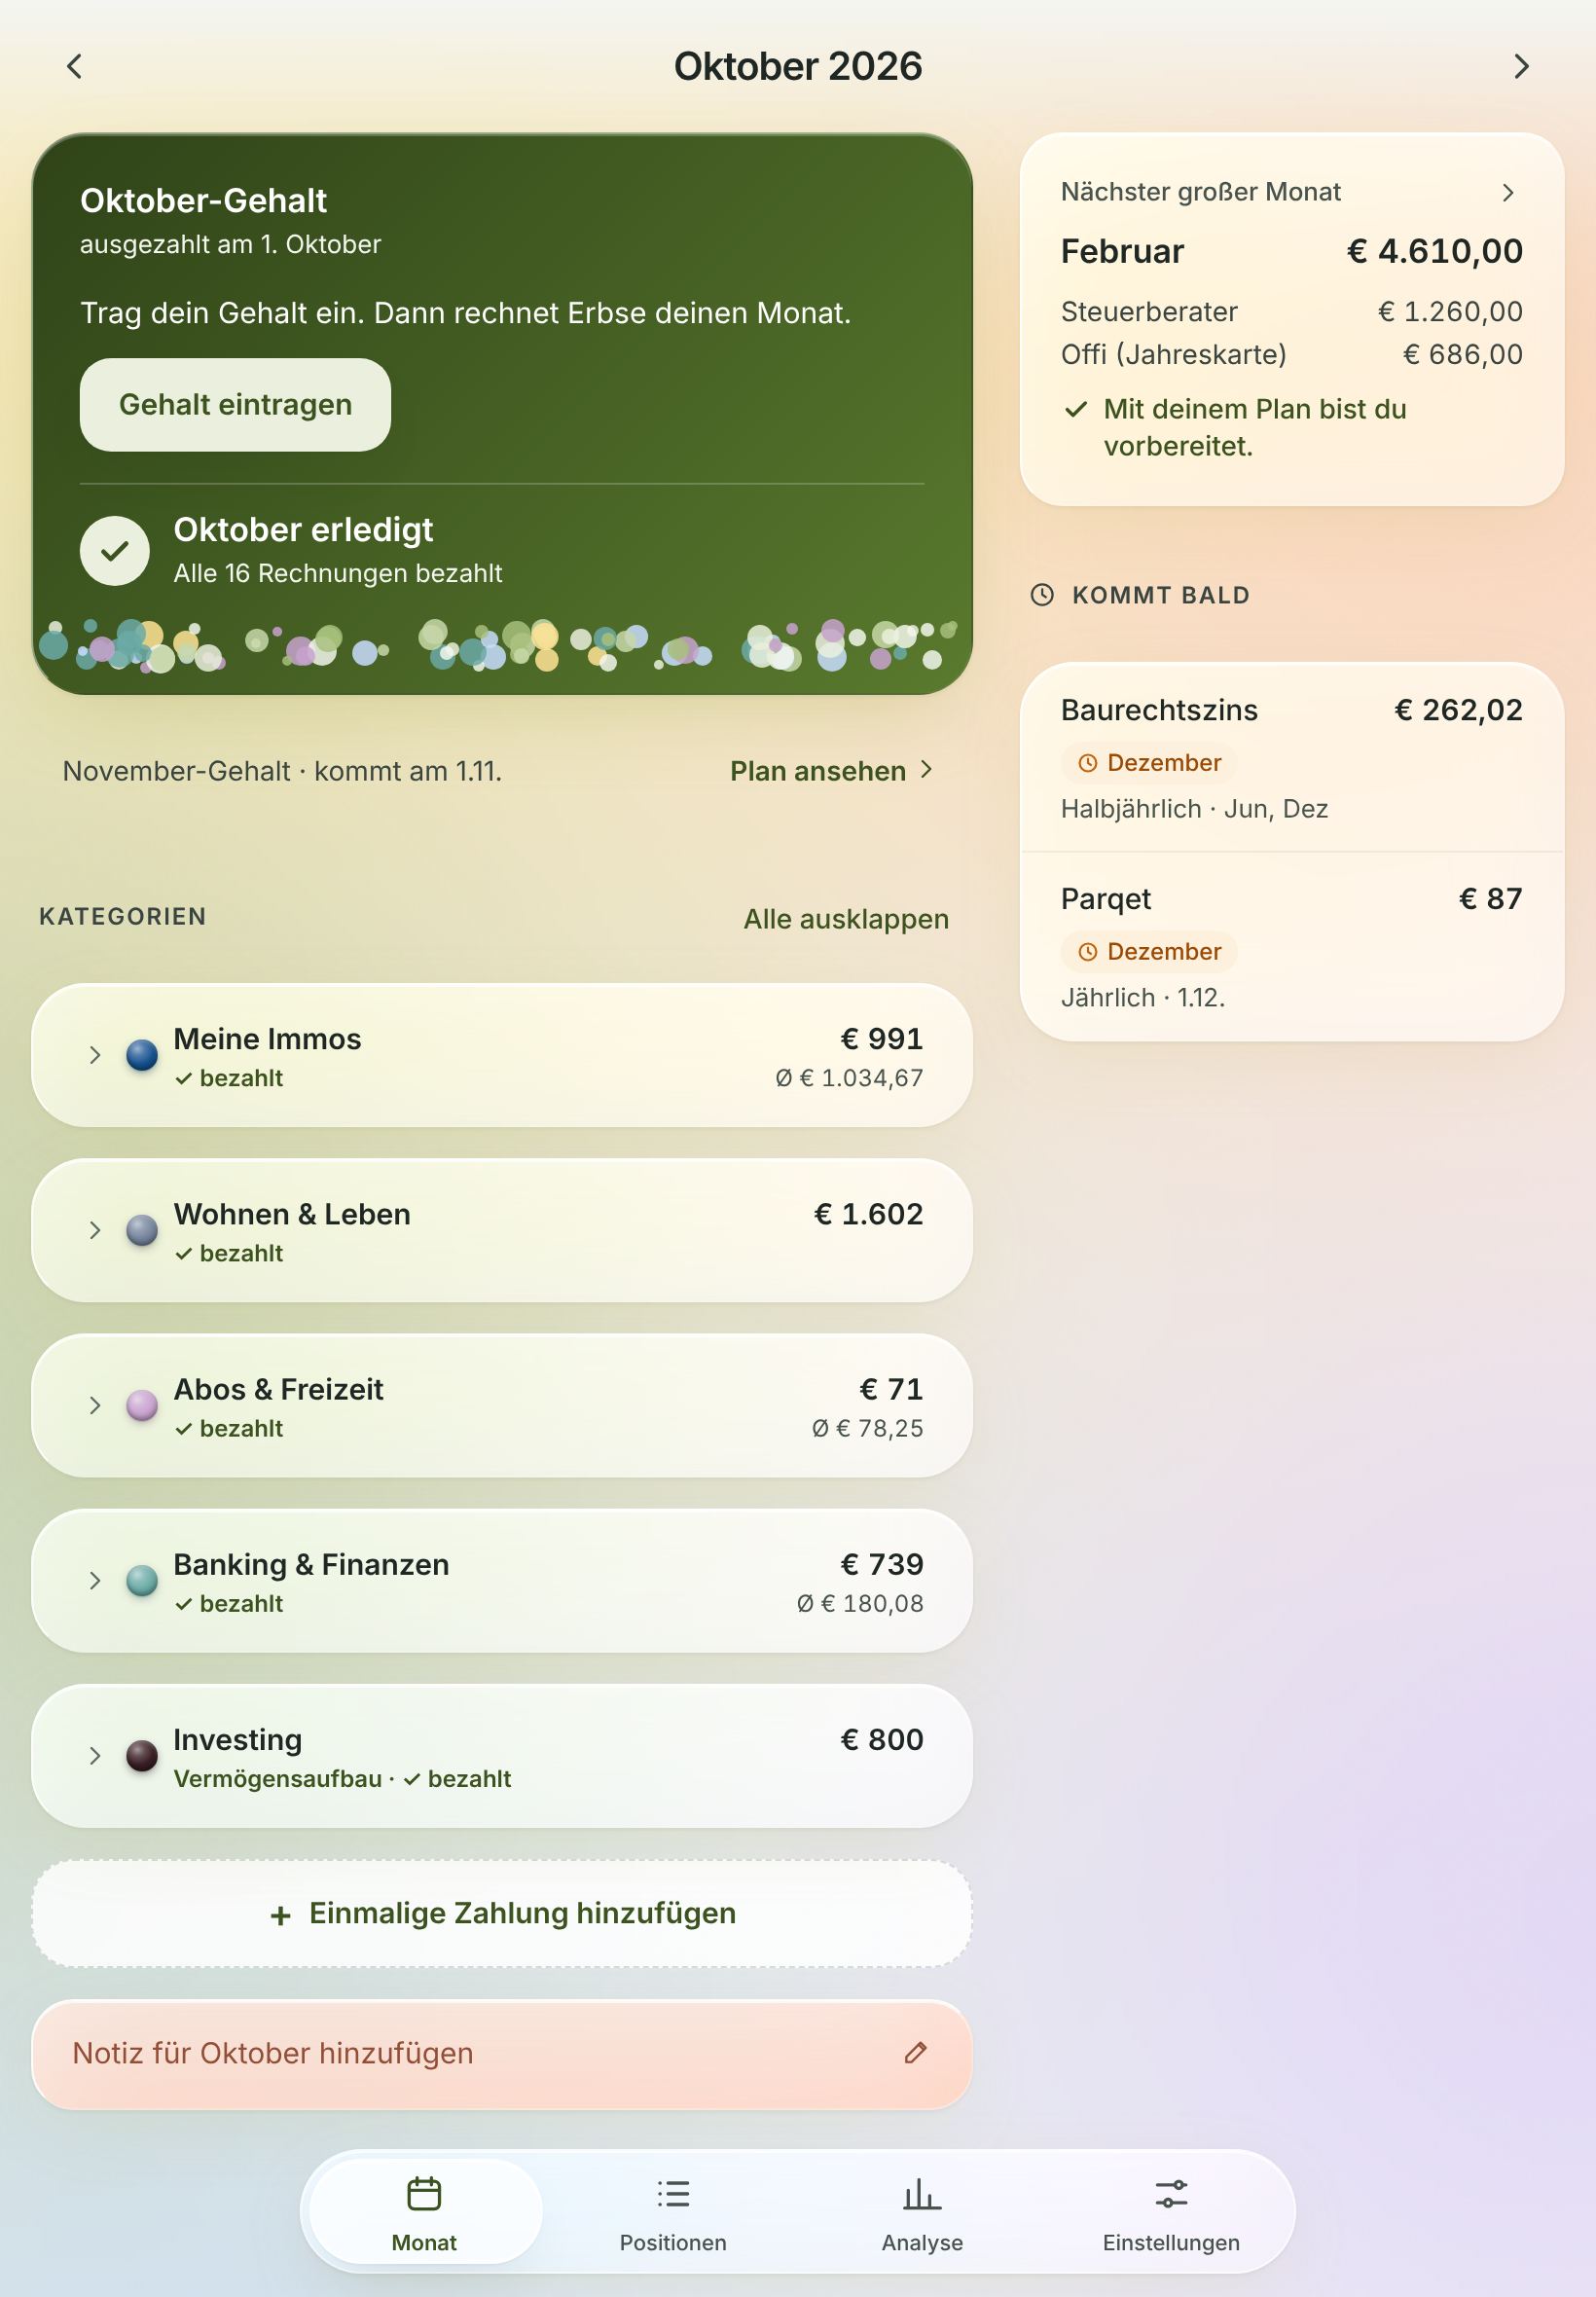 Oktober 2026
Oktober-Gehalt
ausgezahlt am 1. Oktober
Trag dein Gehalt ein. Dann rechnet Erbse deinen Monat.
Gehalt eintragen
Oktober erledigt
Alle 16 Rechnungen bezahlt
November-Gehalt · kommt am 1.11.
Plan ansehen
KATEGORIEN
Alle ausklappen
Meine Immos € 991
bezahlt Ø € 1.034,67
Wohnen & Leben € 1.602
bezahlt
Abos & Freizeit € 71
bezahlt Ø € 78,25
Banking & Finanzen € 739
bezahlt Ø € 180,08
Investing € 800
Vermögensaufbau · ✓ bezahlt
+ Einmalige Zahlung hinzufügen
Notiz für Oktober hinzufügen
Nächster großer Monat
Februar € 4.610,00
Steuerberater € 1.260,00
Offi (Jahreskarte) € 686,00
Mit deinem Plan bist du
vorbereitet.
KOMMT BALD
Baurechtszins € 262,02
Dezember
Halbjährlich · Jun, Dez
Parqet € 87
Dezember
Jährlich · 1.12.
Monat
Positionen
Analyse
Einstellungen